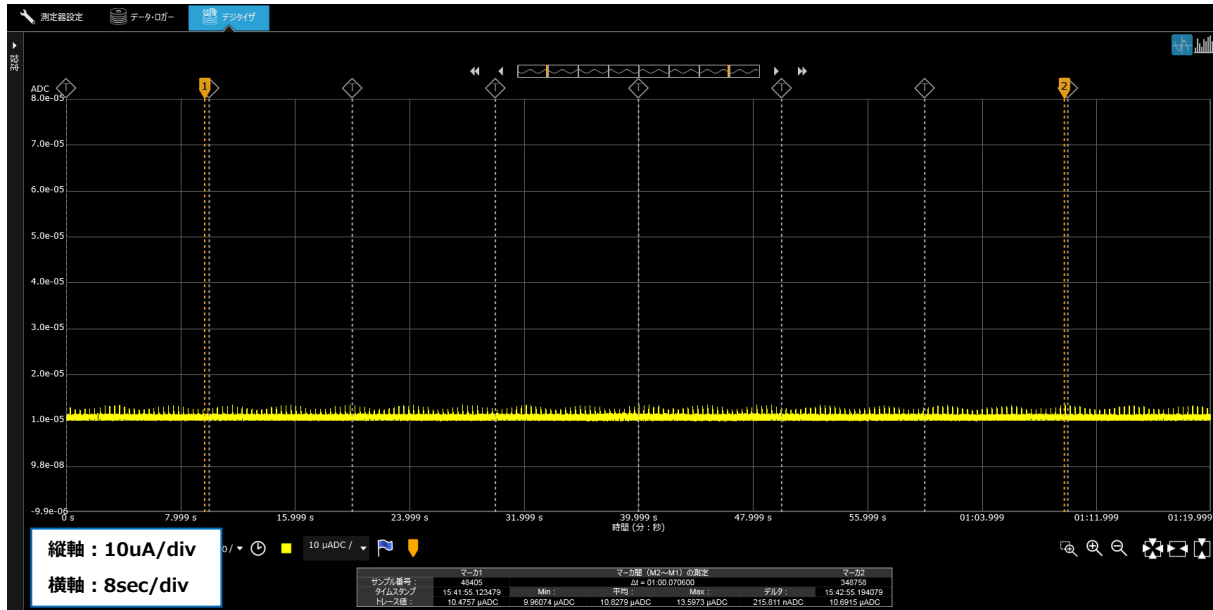 測定器設定 データ・ロガー デジタイザ
設定
ADC
8.0e-05
7.0e-05
6.0e-05
5.0e-05
4.0e-05
3.0e-05
2.0e-05
1.0e-05
9.8e-08
-9.9e-06
1 2
T T T T T T T
0 s 7.999 s 15.999 s 23.999 s 31.999 s 39.999 s 47.999 s 55.999 s 01:03.999 01:11.999 01:19.999
時間 (分 : 秒)
縦軸：10uA/div
横軸：8sec/div
10 µADC /
マーカ1 マーカ間 (M2～M1) の測定 マーカ2
サンプル番号 : 48405 Δt = 01:00.070600 348758
タイムスタンプ 15:41:55.123479 Min : 平均 : Max : デルタ : 15:42:55.194079
トレース値 : 10.4757 µADC 9.96074 µADC 10.8279 µADC 13.5973 µADC 215.811 nADC 10.6915 µADC